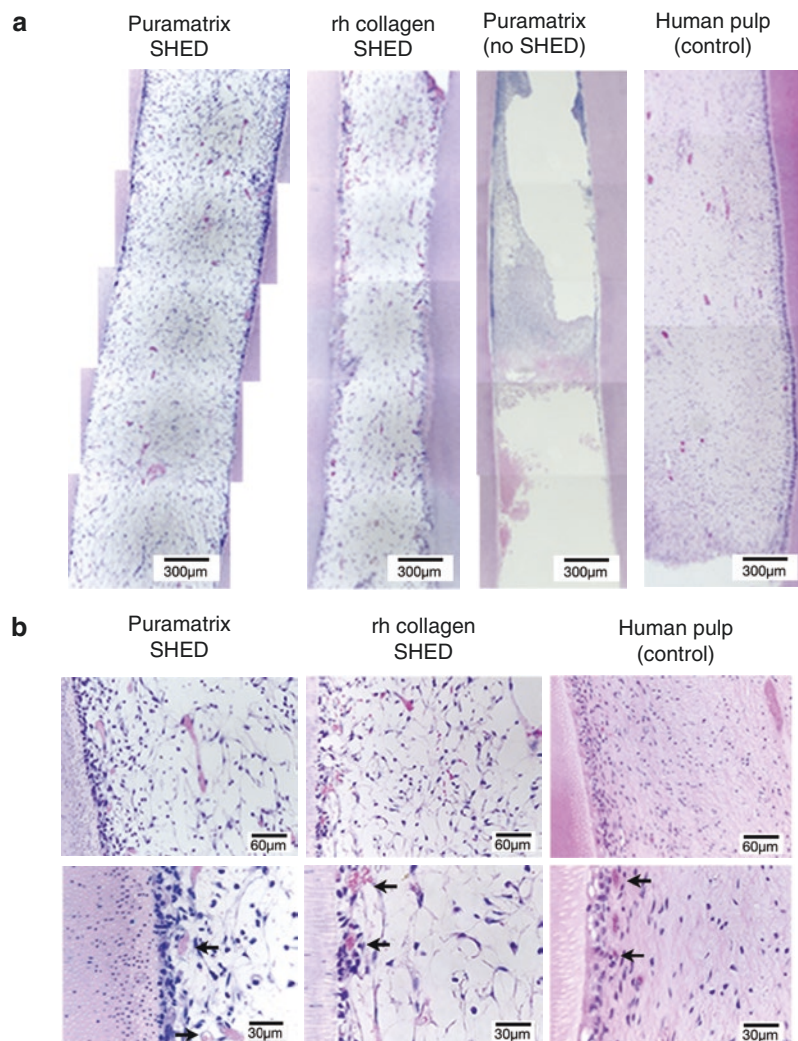 a
Puramatrix
SHED
rh collagen
SHED
Puramatrix
(no SHED)
Human pulp
(control)
300µm
300µm
300µm
300µm
b
Puramatrix
SHED
rh collagen
SHED
Human pulp
(control)
60µm
60µm
60µm
30µm
30µm
30µm